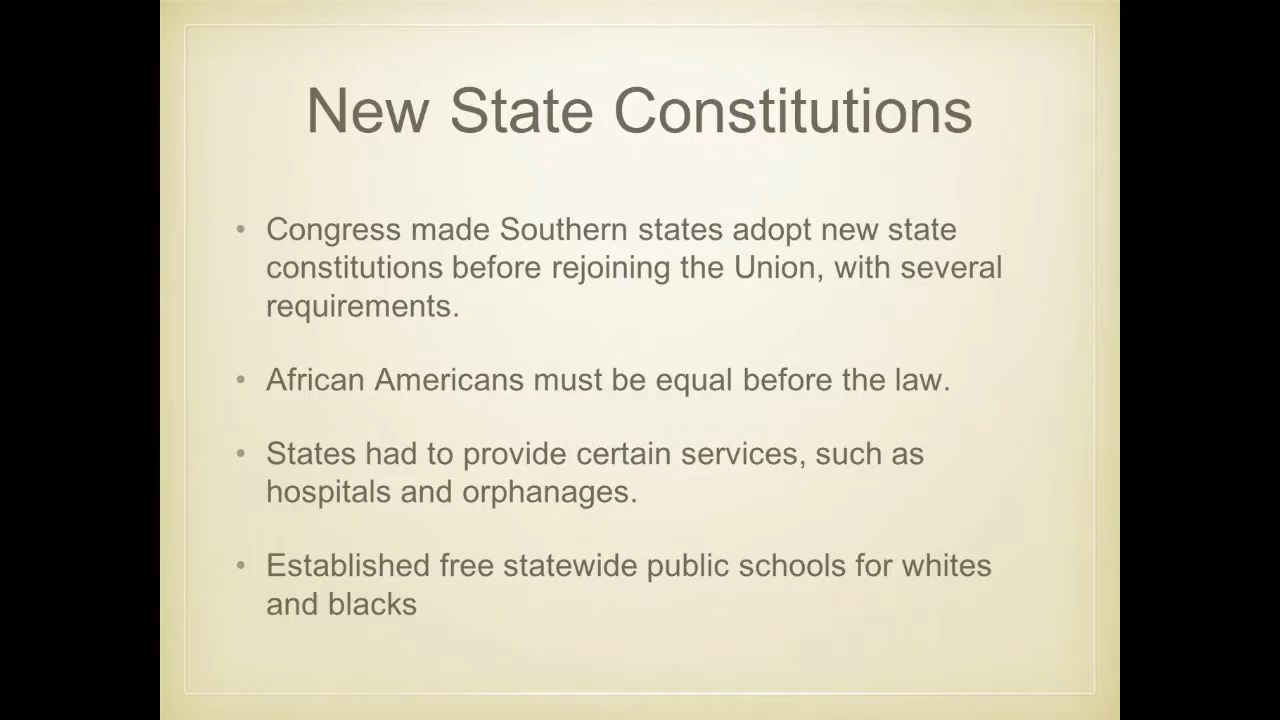 New State Constitutions
• Congress made Southern states adopt new state
constitutions before rejoining the Union, with several
requirements.
• African Americans must be equal before the law.
• States had to provide certain services, such as
hospitals and orphanages.
• Established free statewide public schools for whites
and blacks